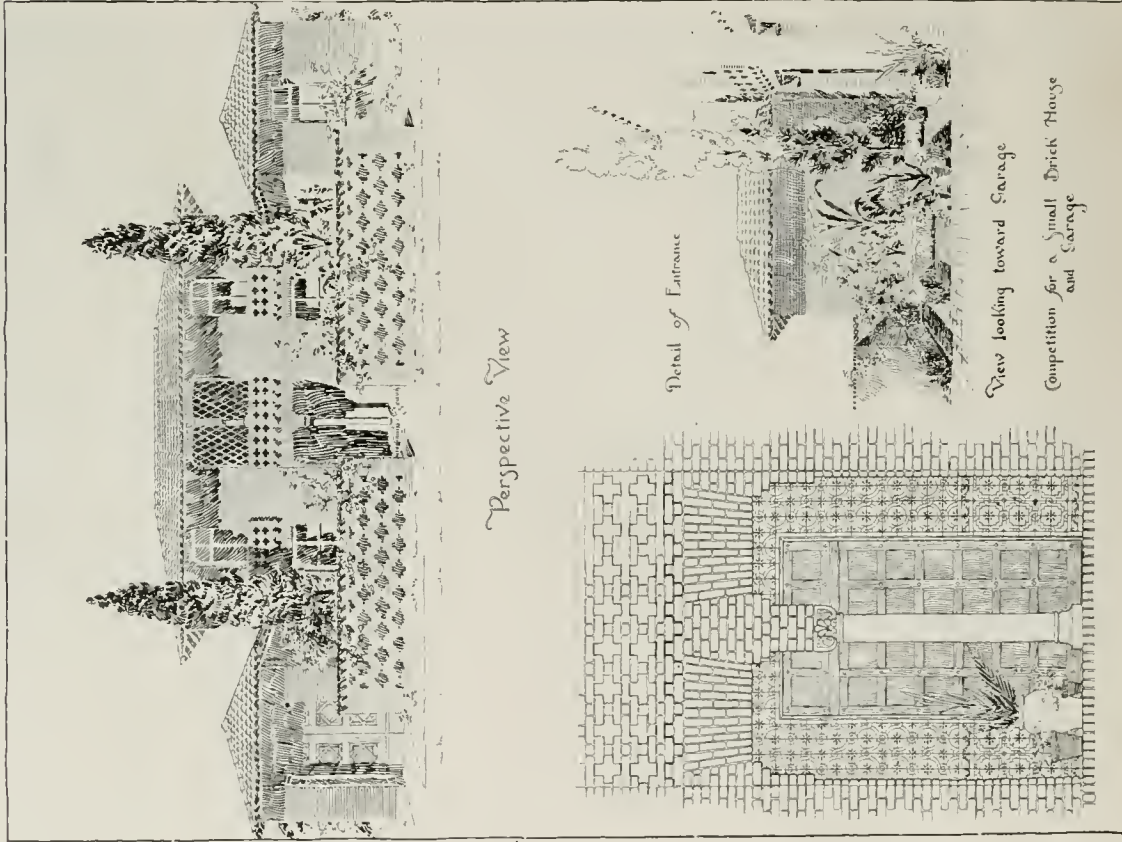 Perspective View
Detail of Entrance
View looking toward Garage
Competition for a Small Brick House
and Garage